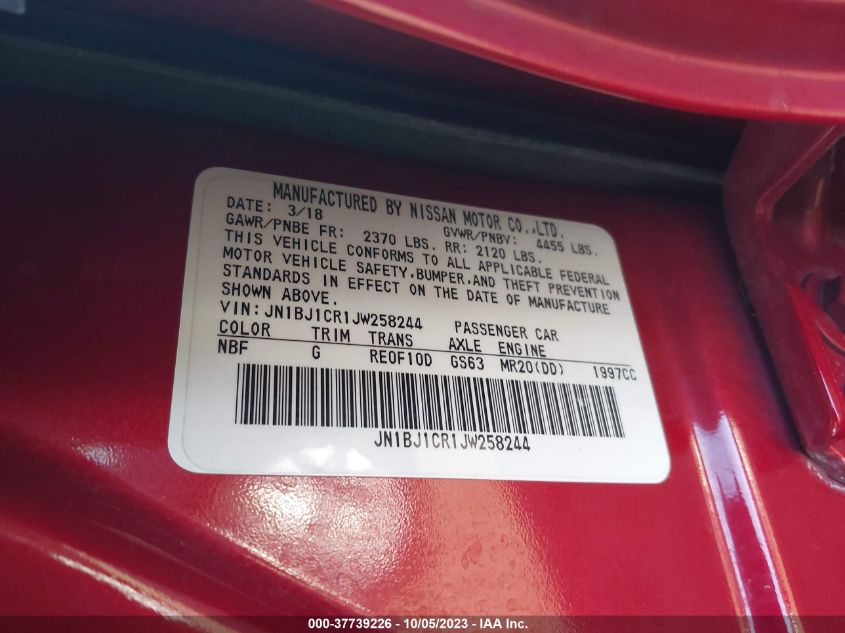 MANUFACTURED BY NISSAN MOTOR CO.,LTD.
DATE: 3/18 GVWR/PNBV: 4455 LBS.
GAWR/PNBE FR: 2370 LBS. RR: 2120 LBS.
THIS VEHICLE CONFORMS TO ALL APPLICABLE FEDERAL
MOTOR VEHICLE SAFETY,BUMPER,AND THEFT PREVENTION
STANDARDS IN EFFECT ON THE DATE OF MANUFACTURE
SHOWN ABOVE.
VIN: JN1BJ1CR1JW258244 PASSENGER CAR
COLOR TRIM TRANS AXLE ENGINE
NBF G RE0F10D GS63 MR20(DD) 1997CC
JN1BJ1CR1JW258244
000-37739226 - 10/05/2023 - IAA Inc.